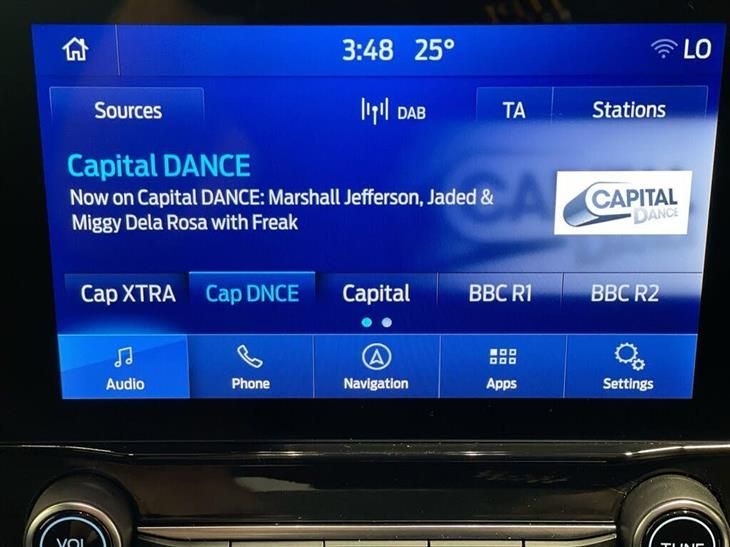 3:48 25° LO
Sources DAB TA Stations
Capital DANCE
Now on Capital DANCE: Marshall Jefferson, Jaded &
Miggy Dela Rosa with Freak
CAPITAL
DANCE
Cap XTRA Cap DNCE Capital BBC R1 BBC R2
Audio Phone Navigation Apps Settings
VOL TUNE